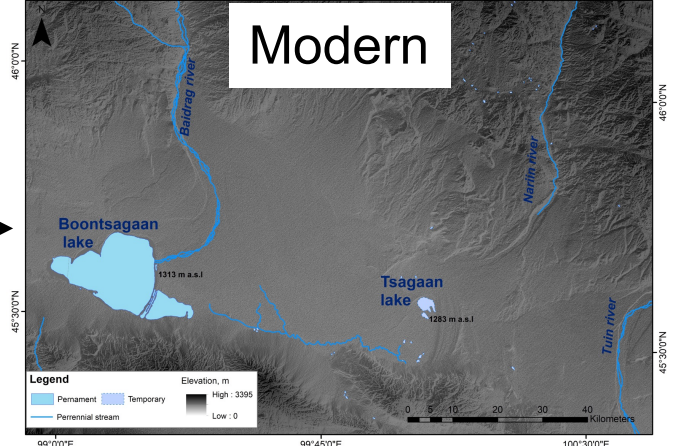 Modern
N
46°0'0"N
46°0'0"N
Baidrag river
Nariin river
Boontsagaan
lake
1313 m a.s.l
Tsagaan
lake
1283 m a.s.l
45°30'0"N
45°30'0"N
Tuin river
Legend
Pernament
Temporary
Perrennial stream
Elevation, m
High : 3395
Low : 0
0 5 10 20 30 40
Kilometers
99°0'0"E
99°45'0"E
100°30'0"E